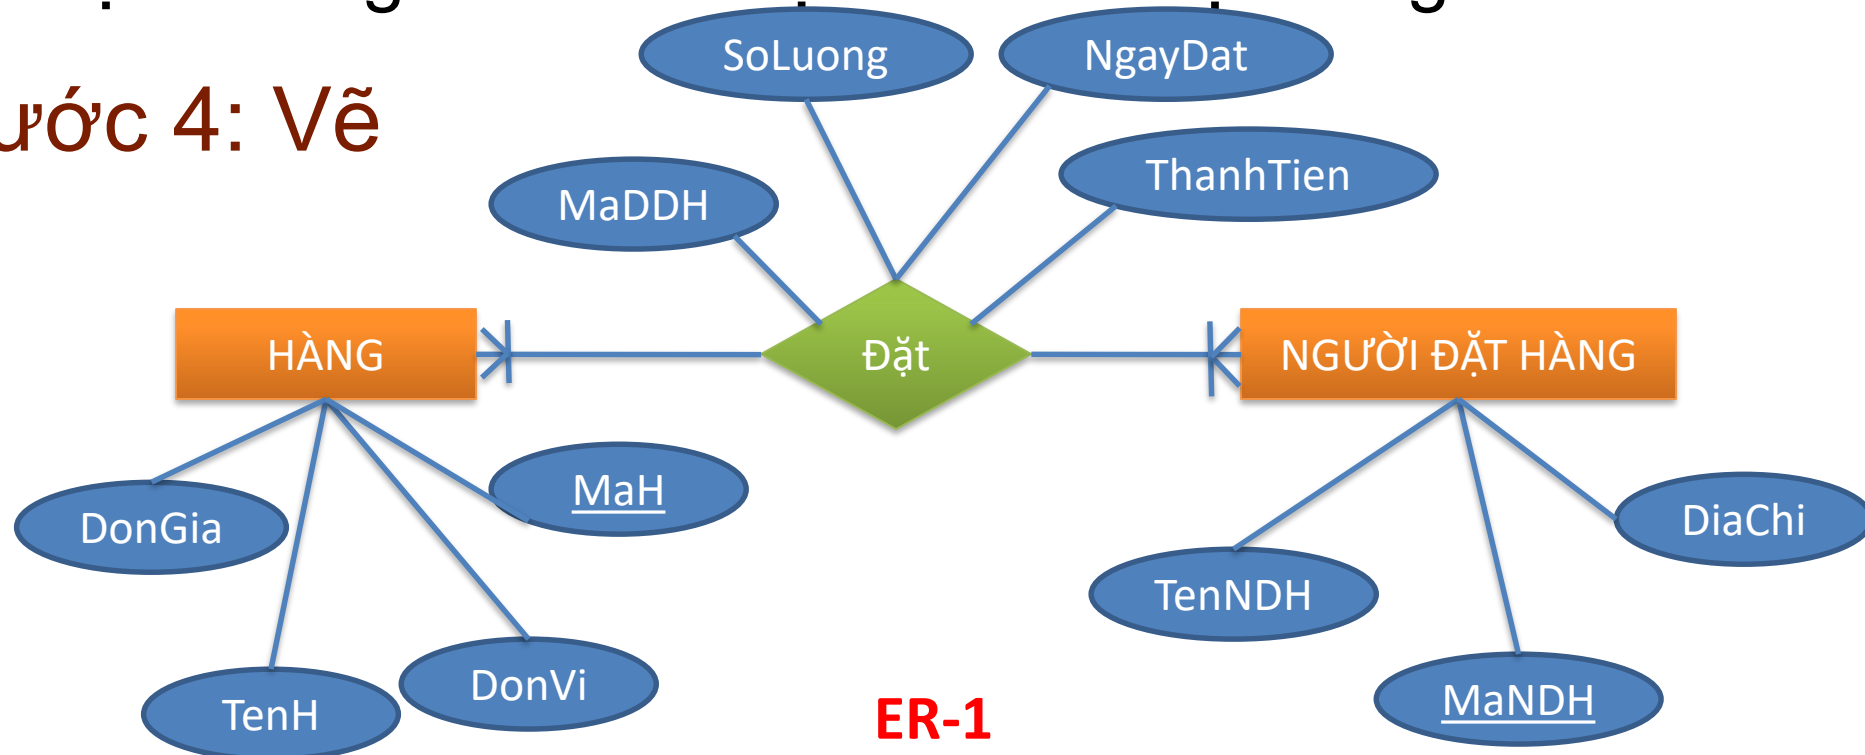 SoLuong
NgayDat
4: Vẽ
ThanhTien
MaDDH
HÀNG
Đặt
NGƯỜI ĐẶT HÀNG
MaH
DonGia
DiaChi
TenNDH
DonVi
TenH
MaNDH
ER-1